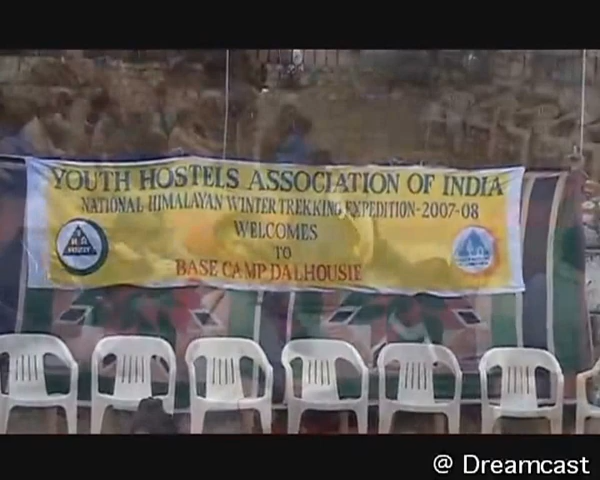 YOUTH HOSTELS ASSOCIATION OF INDIA
NATIONAL HIMALAYAN WINTER TREKKING EXPEDITION-2007-08
WELCOMES
TO
BASE CAMP DALHOUSIE
@ Dreamcast